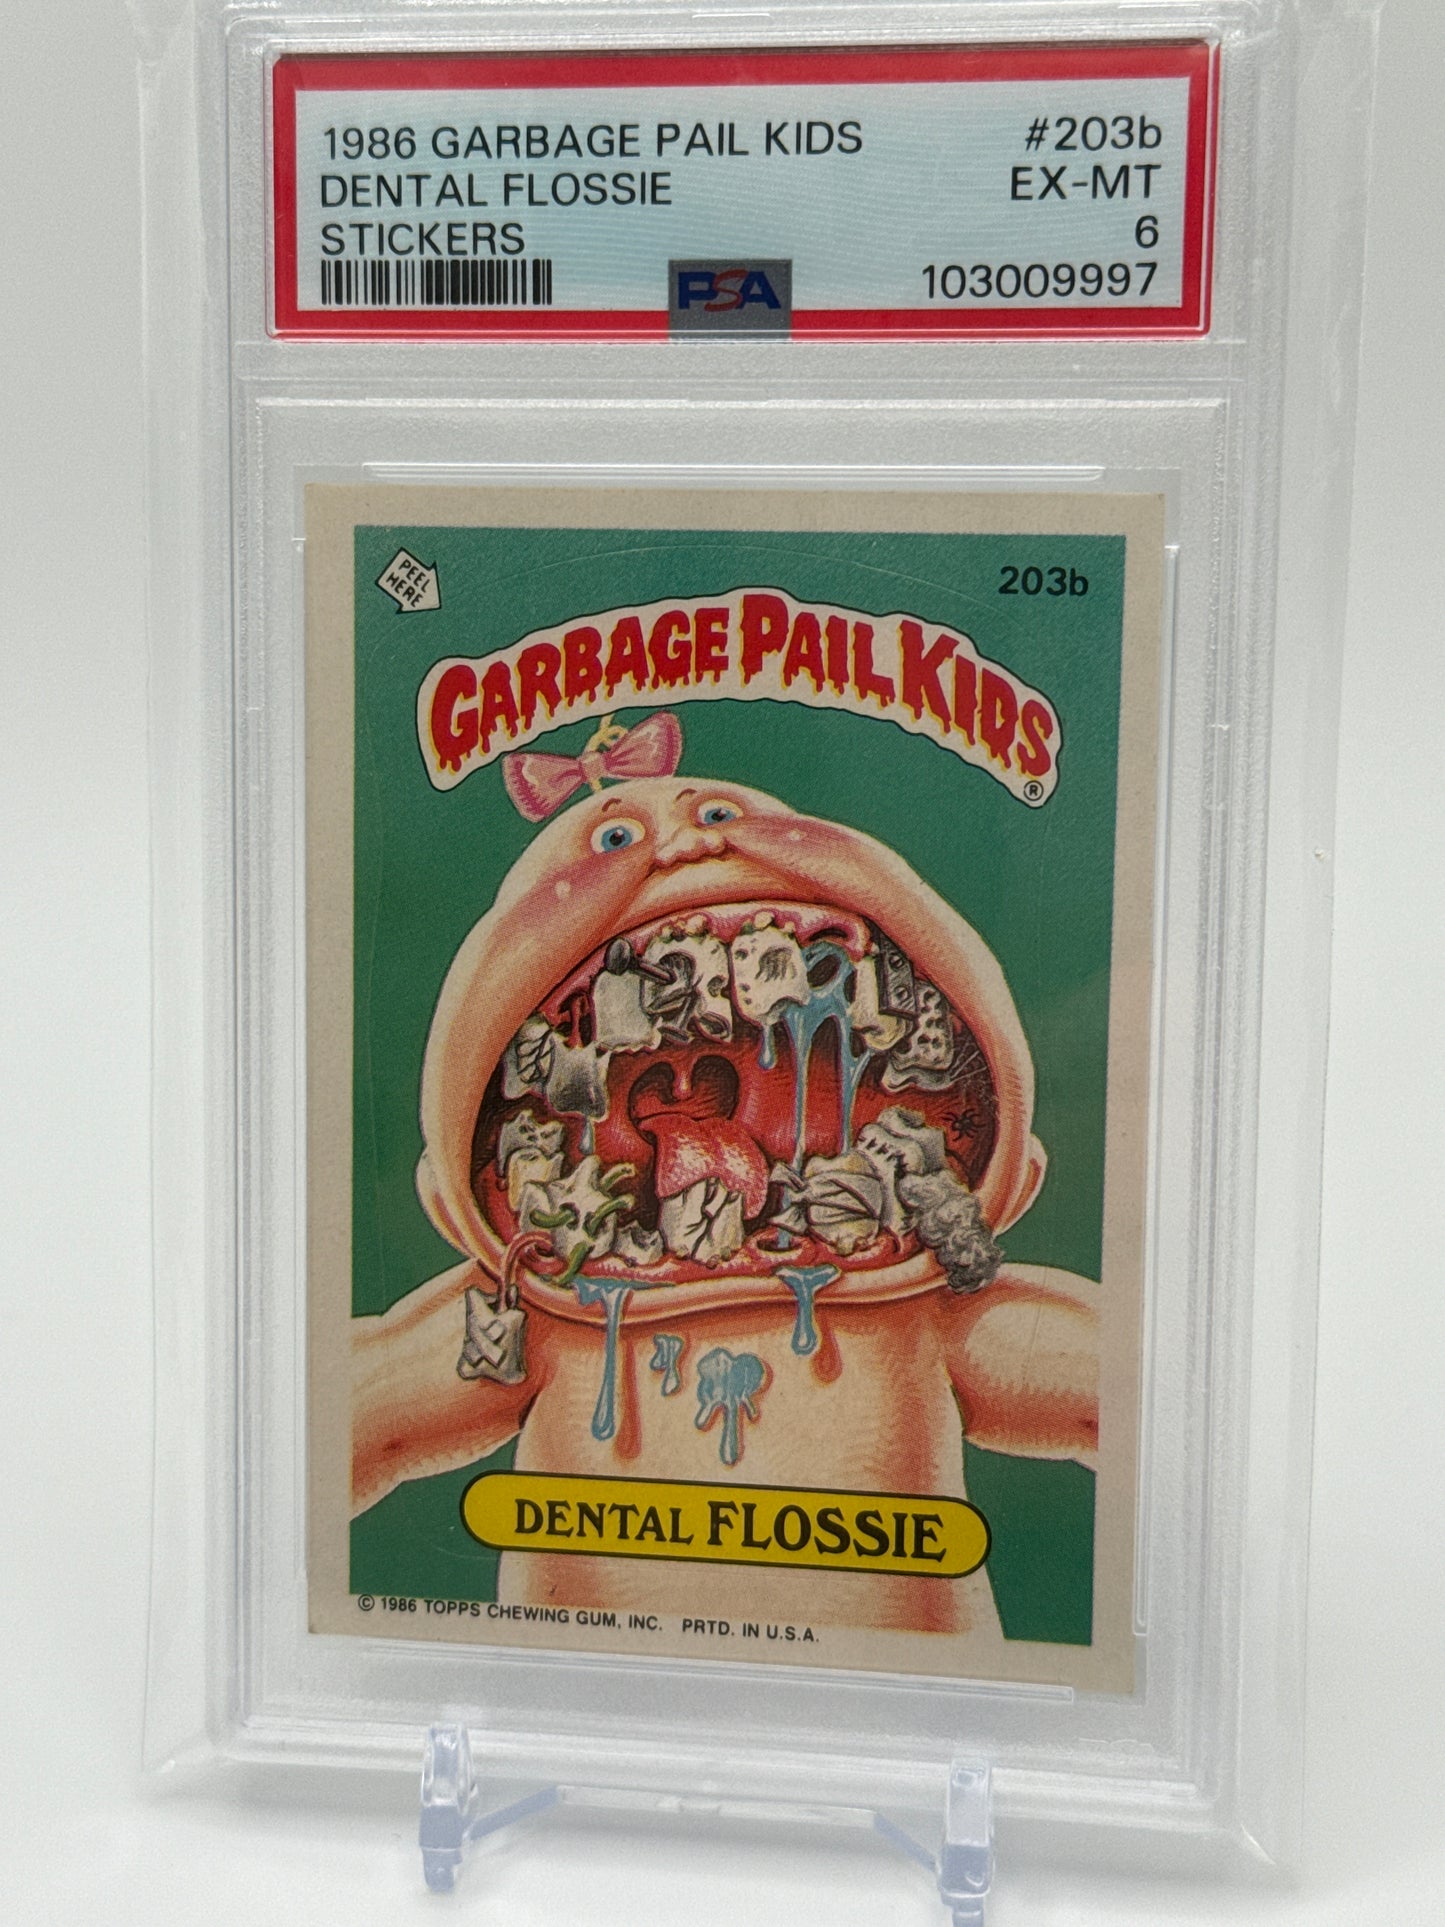 1986 GARBAGE PAIL KIDS #203b
DENTAL FLOSSIE EX-MT
STICKERS 6
PSA 103009997
PEEL
HERE
203b
GARBAGE PAIL KIDS
®
DENTAL FLOSSIE
© 1986 TOPPS CHEWING GUM, INC. PRTD. IN U.S.A.